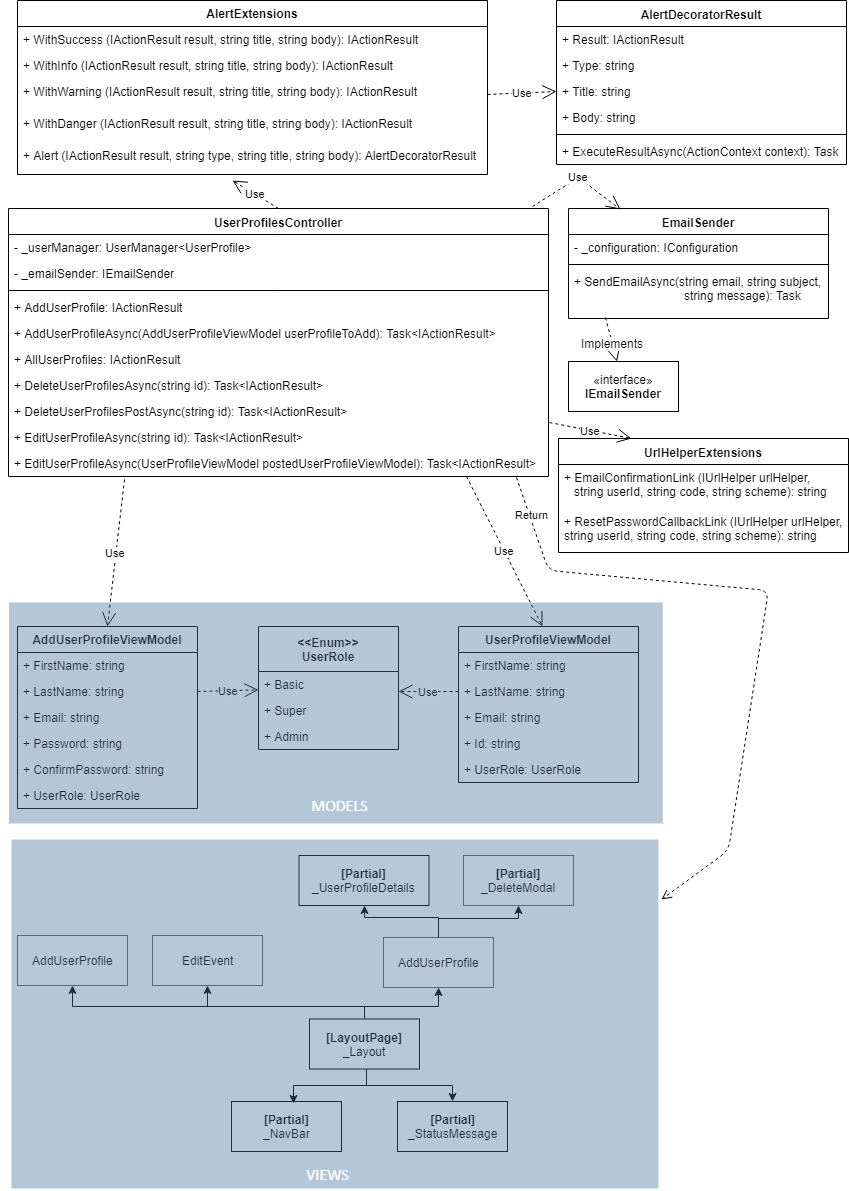 AlertExtensions
+ WithSuccess (IActionResult result, string title, string body): IActionResult
+ WithInfo (IActionResult result, string title, string body): IActionResult
+ WithWarning (IActionResult result, string title, string body): IActionResult
+ WithDanger (IActionResult result, string title, string body): IActionResult
+ Alert (IActionResult result, string type, string title, string body): AlertDecoratorResult
Use
AlertDecoratorResult
+ Result: IActionResult
+ Type: string
+ Title: string
+ Body: string
+ ExecuteResultAsync(ActionContext context): Task
Use
Use
UserProfilesController
- _userManager: UserManager<UserProfile>
- _emailSender: IEmailSender
+ AddUserProfile: IActionResult
+ AddUserProfileAsync(AddUserProfileViewModel userProfileToAdd): Task<IActionResult>
+ AllUserProfiles: IActionResult
+ DeleteUserProfilesAsync(string id): Task<IActionResult>
+ DeleteUserProfilesPostAsync(string id): Task<IActionResult>
+ EditUserProfileAsync(string id): Task<IActionResult>
+ EditUserProfileAsync(UserProfileViewModel postedUserProfileViewModel): Task<IActionResult>
EmailSender
- _configuration: IConfiguration
+ SendEmailAsync(string email, string subject,
string message): Task
Implements
«interface»
IEmailSender
Use
UrlHelperExtensions
+ EmailConfirmationLink (IUrlHelper urlHelper,
string userId, string code, string scheme): string
+ ResetPasswordCallbackLink (IUrlHelper urlHelper,
string userId, string code, string scheme): string
Return
Use
Use
AddUserProfileViewModel
+ FirstName: string
+ LastName: string
+ Email: string
+ Password: string
+ ConfirmPassword: string
+ UserRole: UserRole
Use
<<Enum>>
UserRole
+ Basic
+ Super
+ Admin
Use
UserProfileViewModel
+ FirstName: string
+ LastName: string
+ Email: string
+ Id: string
+ UserRole: UserRole
MODELS
[Partial]
_UserProfileDetails
[Partial]
_DeleteModal
AddUserProfile
EditEvent
AddUserProfile
[LayoutPage]
_Layout
[Partial]
_NavBar
[Partial]
_StatusMessage
VIEWS